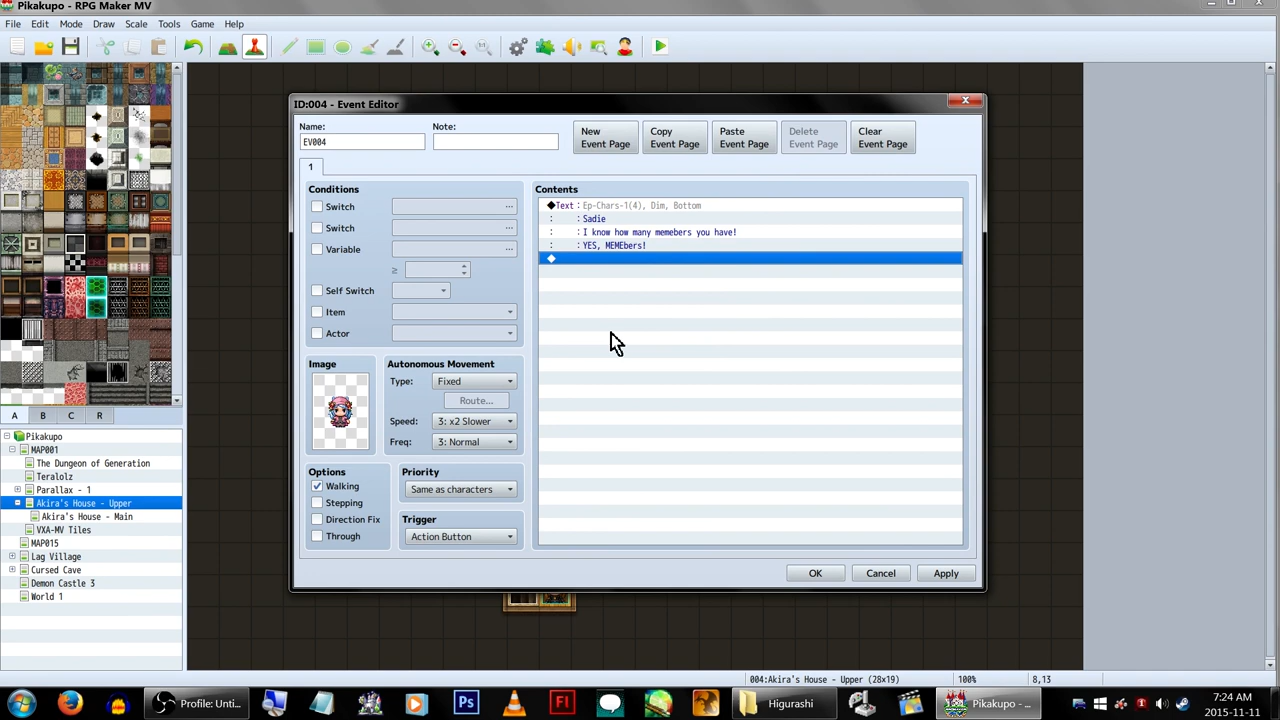 Pikakupo - RPG Maker MV
File Edit Mode Draw Scale Tools Game Help
ID:004 - Event Editor
Name: Note:
EV004
New Event Page
Copy Event Page
Paste Event Page
Delete Event Page
Clear Event Page
1
Conditions
Switch ...
Switch ...
Variable ...
≥
Self Switch
Item
Actor
Image
Autonomous Movement
Type: Fixed
Route...
Speed: 3: x2 Slower
Freq: 3: Normal
Options
Walking
Stepping
Direction Fix
Through
Priority
Same as characters
Trigger
Action Button
Contents
◆Text : Ep-Chars-1(4), Dim, Bottom
: : Sadie
: : I know how many memebers you have!
: : YES, MEMEbers!
◆
OK Cancel Apply
A B C R
Pikakupo
MAP001
The Dungeon of Generation
Teralolz
Parallax - 1
Akira's House - Upper
Akira's House - Main
VXA-MV Tiles
MAP015
Lag Village
Cursed Cave
Demon Castle 3
World 1
004:Akira's House - Upper (28x19) 100% 8,13
Profile: Unti...
Ps
Fl
Higurashi
Pikakupo - ...
7:24 AM
2015-11-11